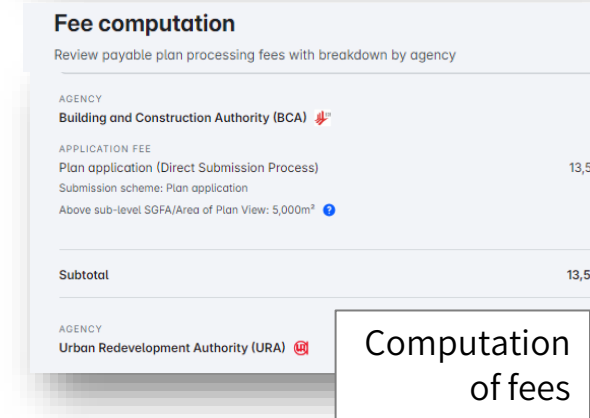 Fee computation
Review payable plan processing fees with breakdown by agency
AGENCY
Building and Construction Authority (BCA)
APPLICATION FEE
Plan application (Direct Submission Process) 13,5
Submission scheme: Plan application
Above sub-level SGFA/Area of Plan View: 5,000m²
Subtotal 13,5
AGENCY
Urban Redevelopment Authority (URA)
Computation
of fees